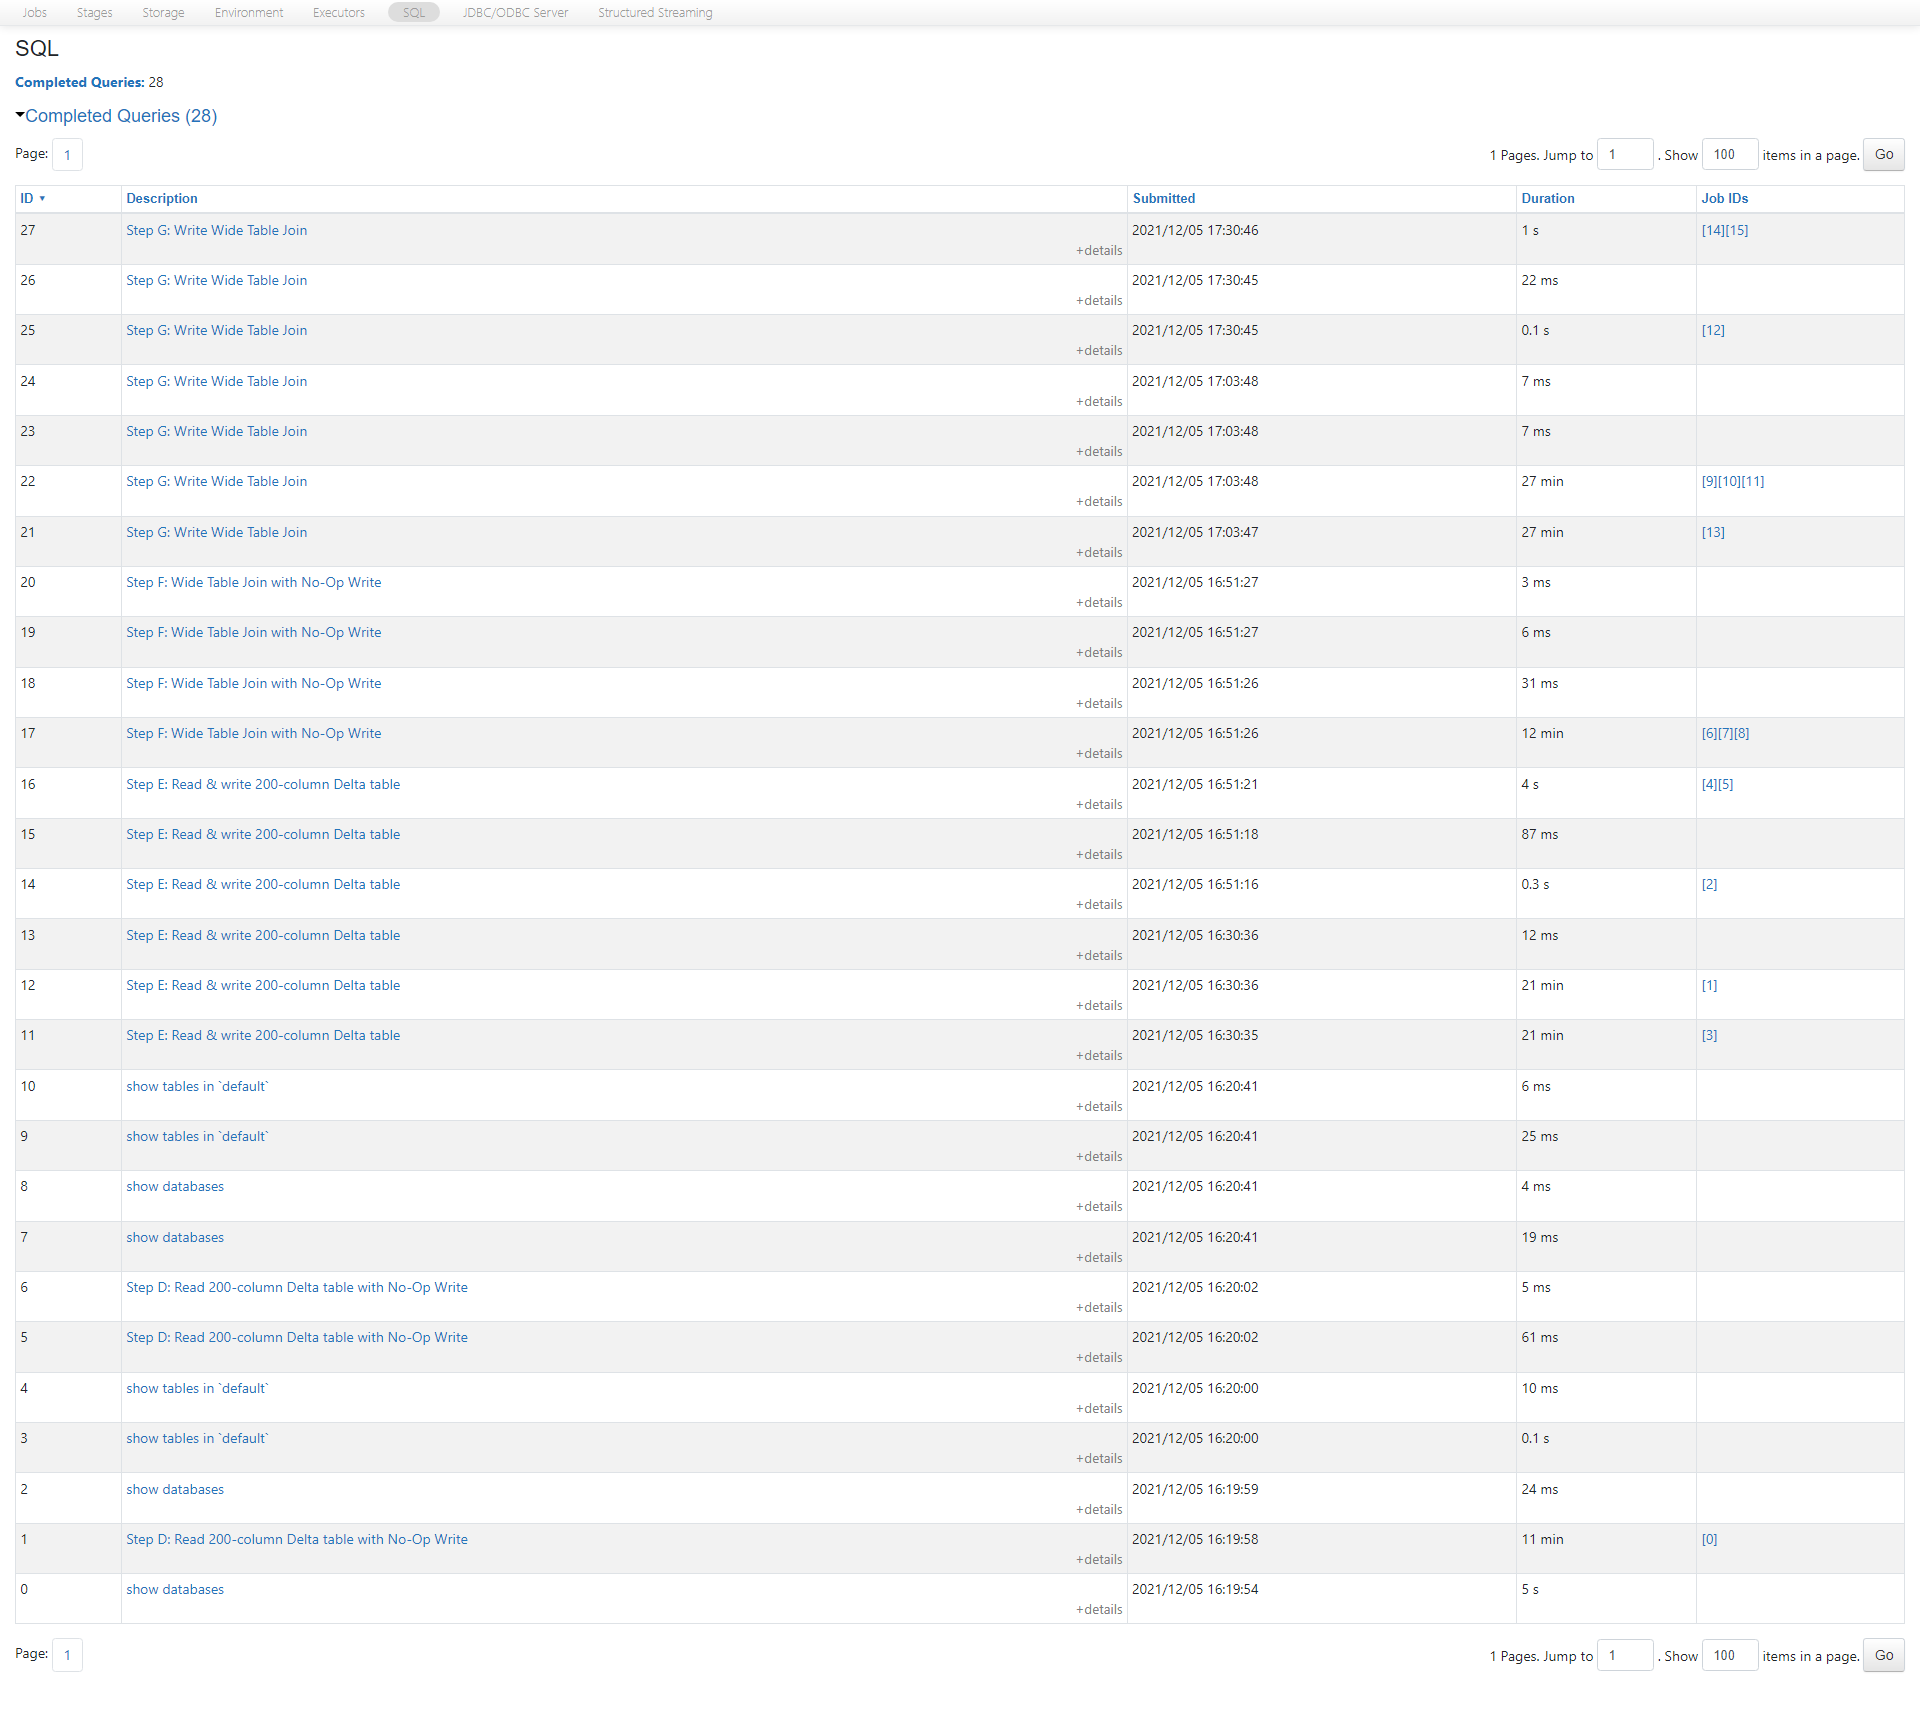 Jobs Stages Storage Environment Executors SQL JDBC/ODBC Server Structured Streaming
SQL
Completed Queries: 28
Completed Queries (28)
Page: 1 1 Pages. Jump to 1 . Show 100 items in a page. Go
ID ▾ Description Submitted Duration Job IDs
27 Step G: Write Wide Table Join 2021/12/05 17:30:46 1 s [14][15]
+details
26 Step G: Write Wide Table Join 2021/12/05 17:30:45 22 ms
+details
25 Step G: Write Wide Table Join 2021/12/05 17:30:45 0.1 s [12]
+details
24 Step G: Write Wide Table Join 2021/12/05 17:03:48 7 ms
+details
23 Step G: Write Wide Table Join 2021/12/05 17:03:48 7 ms
+details
22 Step G: Write Wide Table Join 2021/12/05 17:03:48 27 min [9][10][11]
+details
21 Step G: Write Wide Table Join 2021/12/05 17:03:47 27 min [13]
+details
20 Step F: Wide Table Join with No-Op Write 2021/12/05 16:51:27 3 ms
+details
19 Step F: Wide Table Join with No-Op Write 2021/12/05 16:51:27 6 ms
+details
18 Step F: Wide Table Join with No-Op Write 2021/12/05 16:51:26 31 ms
+details
17 Step F: Wide Table Join with No-Op Write 2021/12/05 16:51:26 12 min [6][7][8]
+details
16 Step E: Read & write 200-column Delta table 2021/12/05 16:51:21 4 s [4][5]
+details
15 Step E: Read & write 200-column Delta table 2021/12/05 16:51:18 87 ms
+details
14 Step E: Read & write 200-column Delta table 2021/12/05 16:51:16 0.3 s [2]
+details
13 Step E: Read & write 200-column Delta table 2021/12/05 16:30:36 12 ms
+details
12 Step E: Read & write 200-column Delta table 2021/12/05 16:30:36 21 min [1]
+details
11 Step E: Read & write 200-column Delta table 2021/12/05 16:30:35 21 min [3]
+details
10 show tables in `default` 2021/12/05 16:20:41 6 ms
+details
9 show tables in `default` 2021/12/05 16:20:41 25 ms
+details
8 show databases 2021/12/05 16:20:41 4 ms
+details
7 show databases 2021/12/05 16:20:41 19 ms
+details
6 Step D: Read 200-column Delta table with No-Op Write 2021/12/05 16:20:02 5 ms
+details
5 Step D: Read 200-column Delta table with No-Op Write 2021/12/05 16:20:02 61 ms
+details
4 show tables in `default` 2021/12/05 16:20:00 10 ms
+details
3 show tables in `default` 2021/12/05 16:20:00 0.1 s
+details
2 show databases 2021/12/05 16:19:59 24 ms
+details
1 Step D: Read 200-column Delta table with No-Op Write 2021/12/05 16:19:58 11 min [0]
+details
0 show databases 2021/12/05 16:19:54 5 s
+details
Page: 1 1 Pages. Jump to 1 . Show 100 items in a page. Go